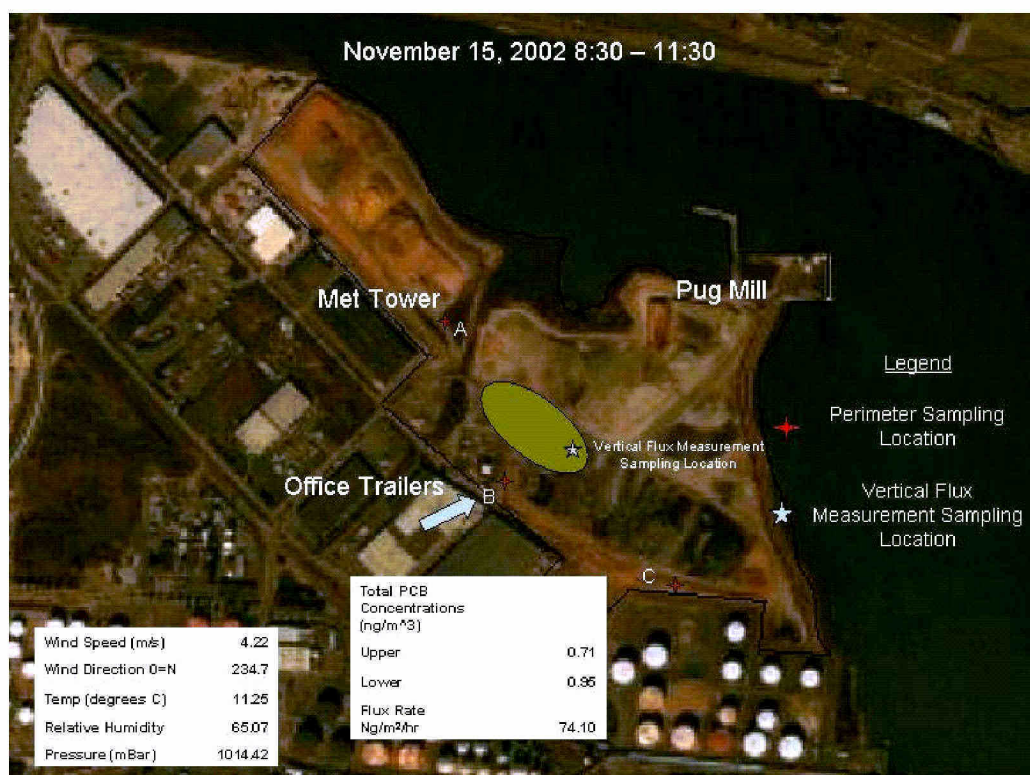 November 15, 2002 8:30 – 11:30
Met Tower
A
Pug Mill
Legend
Perimeter Sampling
Location
Vertical Flux Measurement
Sampling Location
Office Trailers
B
Vertical Flux
Measurement Sampling
Location
C
Total PCB
Concentrations
(ng/m^3)
Upper 0.71
Lower 0.95
Flux Rate
Ng/m²/hr 74.10
Wind Speed (m/s) 4.22
Wind Direction 0=N 234.7
Temp (degrees C) 11.25
Relative Humidity 65.07
Pressure (mBar) 1014.42